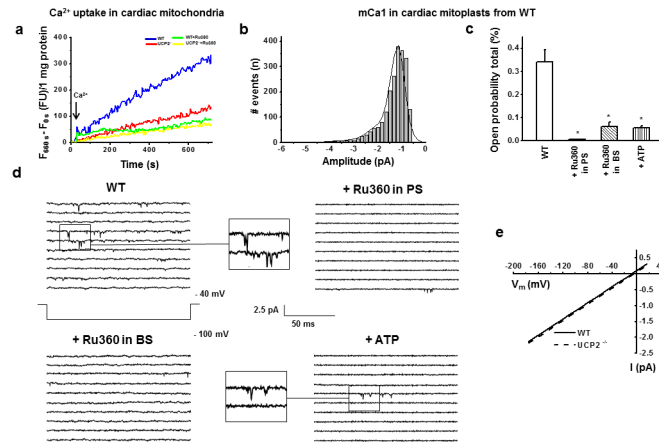 Ca²⁺ uptake in cardiac mitochondria
mCa1 in cardiac mitoplasts from WT
a
F₆₆₀ s - F₀ s (FU)/1 mg protein
400
300
200
100
0
0 200 400 600
Time (s)
Ca²⁺
WT
WT+Ru360
b
# events (n)
400
300
200
100
0
-6 -5 -4 -3 -2 -1 0
Amplitude (pA)
c
Open probability total (%)
0.4
0.3
0.2
0.1
0.0
WT
+ Ru360 in PS
+ Ru360 in BS
+ ATP
* * *
d
WT
+ Ru360 in PS
- 40 mV
- 100 mV
2.5 pA
50 ms
+ Ru360 in BS
+ ATP
e
-200 -160 -120 -80 -40 0
Vₘ (mV)
0.5
0.0
-0.5
-1.0
-1.5
-2.0
-2.5
I (pA)
WT
UCP2⁻/⁻